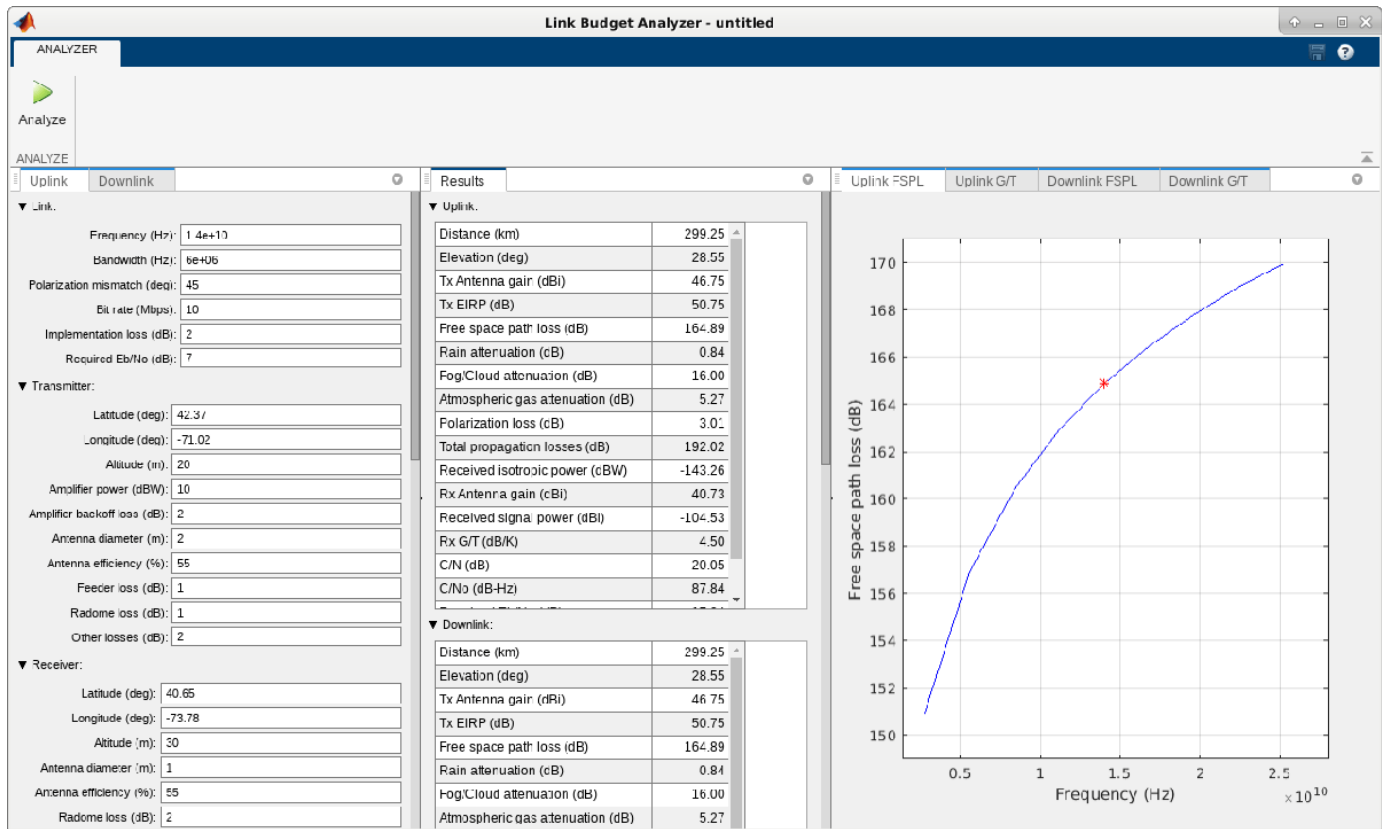 Link Budget Analyzer - untitled
ANALYZER
Analyze
ANALYZE
Uplink Downlink
Link:
Frequency (Hz): 1.4e+10
Bandwidth (Hz): 6e+06
Polarization mismatch (deg): 45
Bit rate (Mbps): 10
Implementation loss (dB): 2
Required Eb/No (dB): 7
Transmitter:
Latitude (deg): 42.37
Longitude (deg): -71.02
Altitude (m): 20
Amplifier power (dBW): 10
Amplifier backoff loss (dB): 2
Antenna diameter (m): 2
Antenna efficiency (%): 55
Feeder loss (dB): 1
Radome loss (dB): 1
Other losses (dB): 2
Receiver:
Latitude (deg): 40.65
Longitude (deg): -73.78
Altitude (m): 30
Antenna diameter (m): 1
Antenna efficiency (%): 55
Radome loss (dB): 2
Results
Uplink:
Distance (km) 299.25
Elevation (deg) 28.55
Tx Antenna gain (dBi) 46.75
Tx EIRP (dB) 50.75
Free space path loss (dB) 164.89
Rain attenuation (dB) 0.84
Fog/Cloud attenuation (dB) 16.00
Atmospheric gas attenuation (dB) 5.27
Polarization loss (dB) 3.01
Total propagation losses (dB) 192.02
Received isotropic power (dBW) -143.26
Rx Antenna gain (dBi) 40.73
Received signal power (dBi) -104.53
Rx G/T (dB/K) 4.50
C/N (dB) 20.05
C/No (dB-Hz) 87.84
Downlink:
Distance (km) 299.25
Elevation (deg) 28.55
Tx Antenna gain (dBi) 46.75
Tx EIRP (dB) 50.75
Free space path loss (dB) 164.89
Rain attenuation (dB) 0.84
Fog/Cloud attenuation (dB) 16.00
Atmospheric gas attenuation (dB) 5.27
Uplink FSPL Uplink G/T Downlink FSPL Downlink G/T
170
168
166
164
162
160
158
156
154
152
150
Free space path loss (dB)
0.5 1 1.5 2 2.5
Frequency (Hz)
×10^10